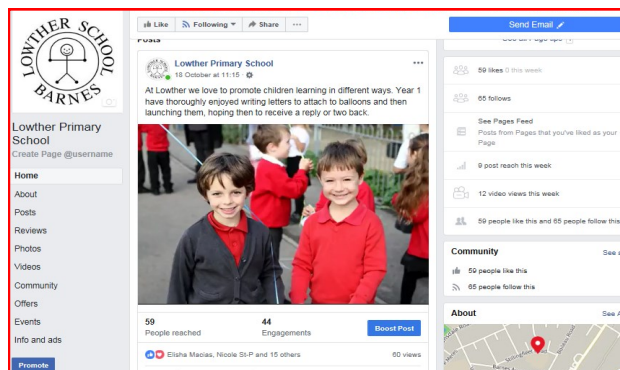 LOWTHER SCHOOL
BARNES
Lowther Primary
School
Create Page @username
Home
About
Posts
Reviews
Photos
Videos
Community
Offers
Events
Info and ads
Promote
Like Following Share ...
Send Email
Posts
Lowther Primary School
18 October at 11:15 ·
At Lowther we love to promote children learning in different ways. Year 1
have thoroughly enjoyed writing letters to attach to balloons and then
launching them, hoping then to receive a reply or two back.
59
People reached
44
Engagements
Boost Post
Elisha Macias, Nicole St-P and 15 others
60 views
59 likes 0 this week
65 follows
See Pages Feed
Posts from Pages that you've liked as your
Page
9 post reach this week
12 video views this week
59 people like this and 65 people follow this
Community
See a
59 people like this
65 people follow this
About
See A